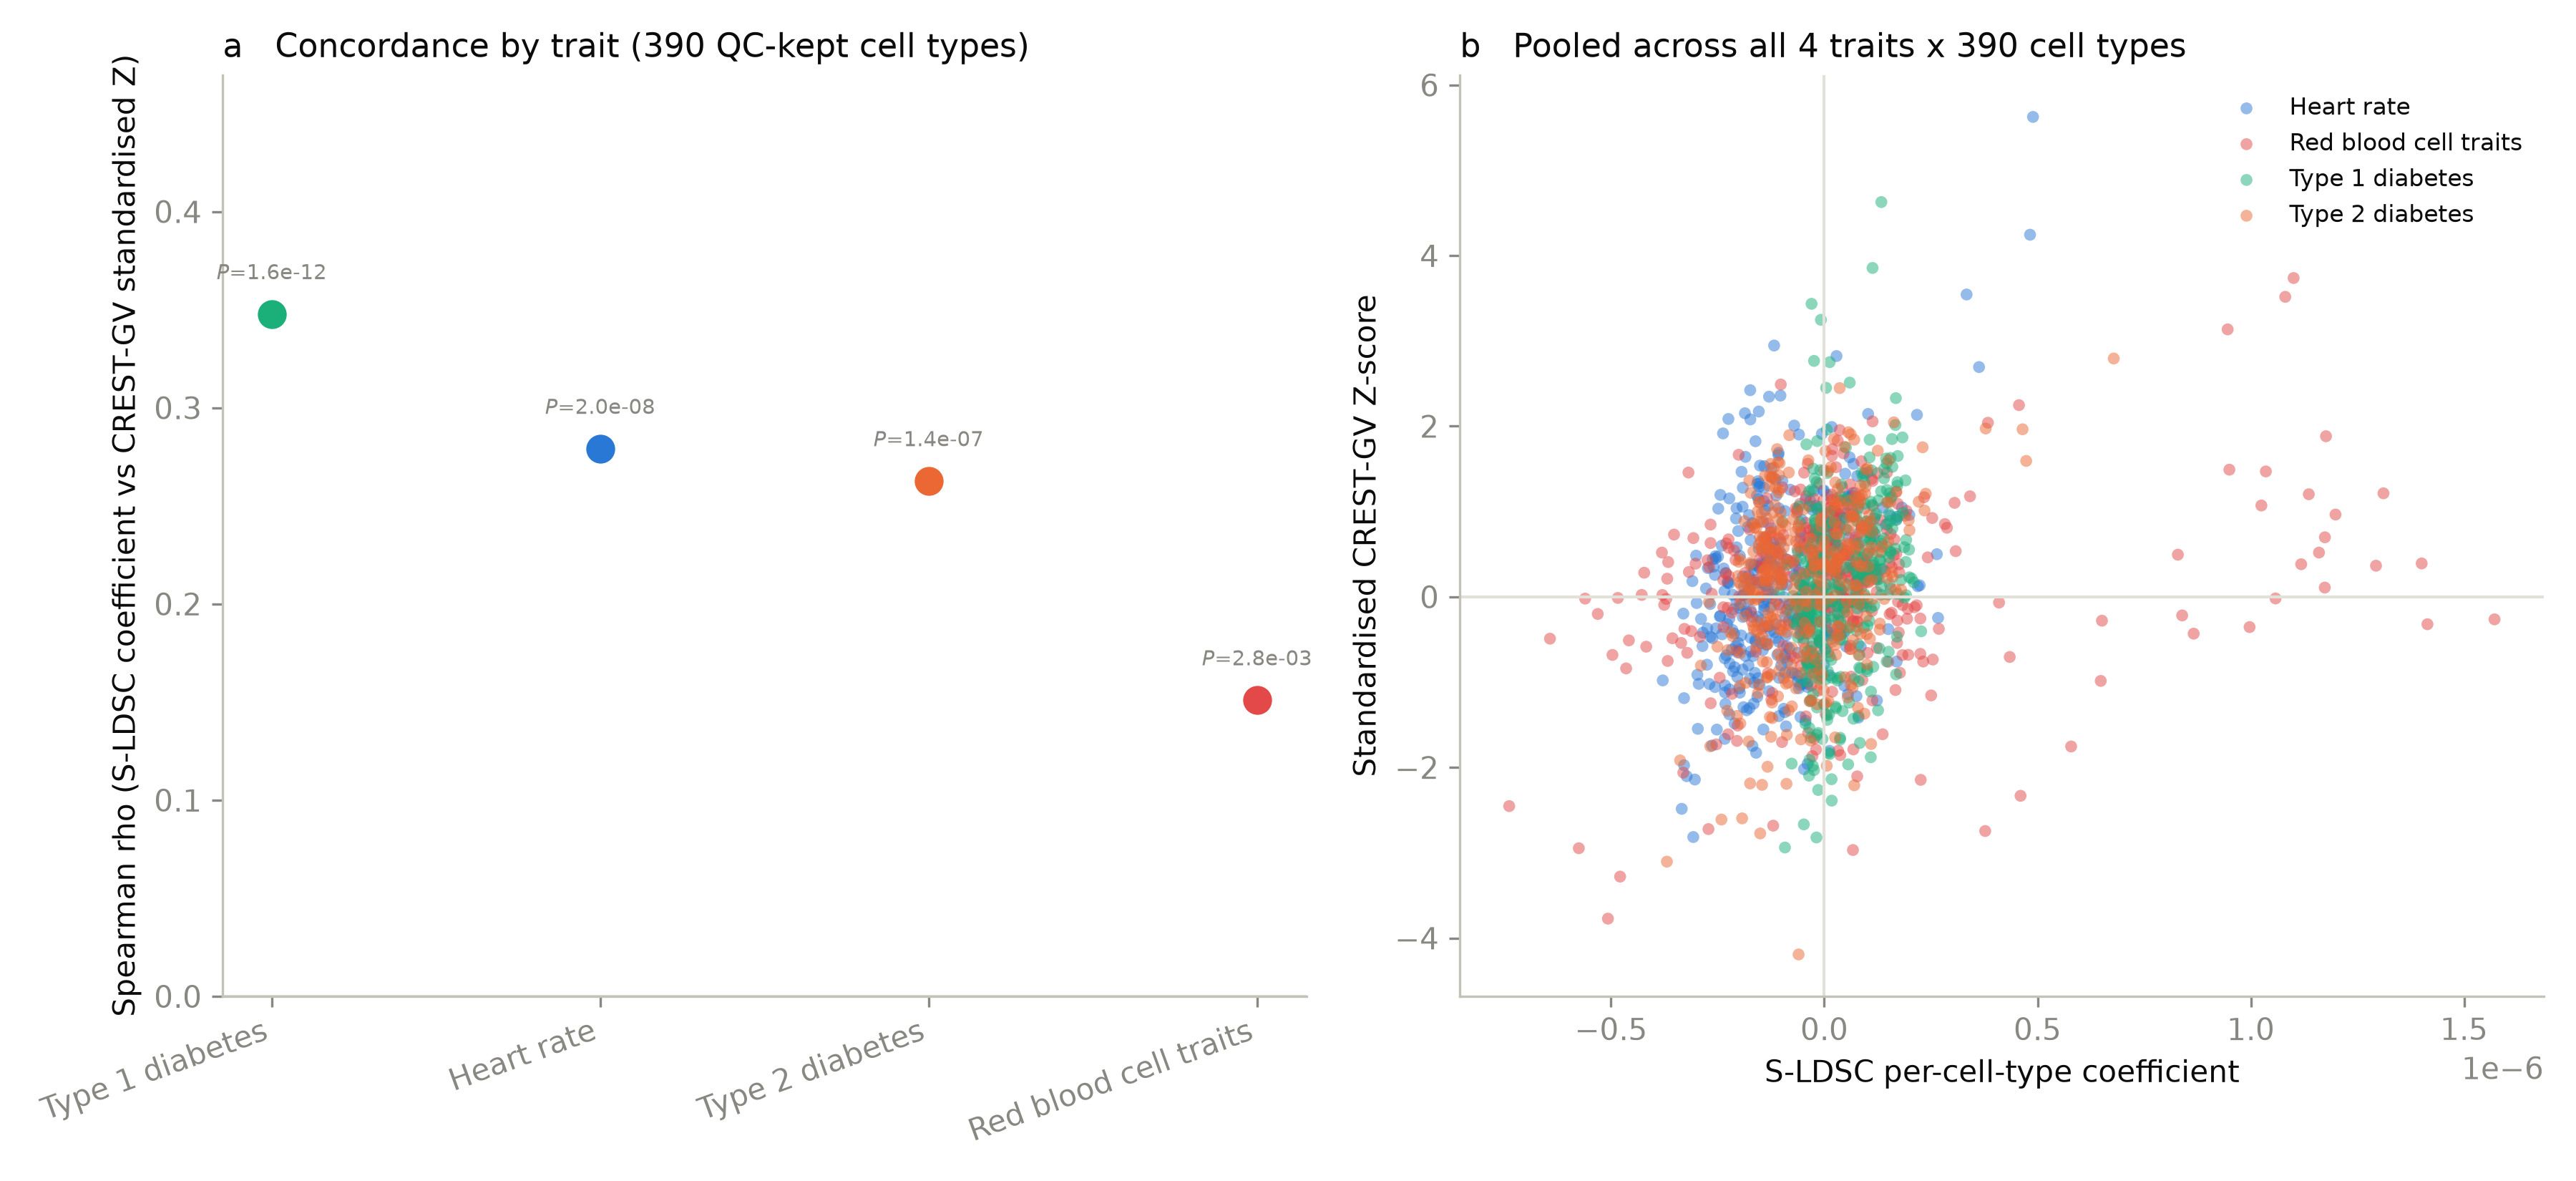 a Concordance by trait (390 QC-kept cell types)
Spearman rho (S-LDSC coefficient vs CREST-GV standardised Z)
0.4
0.3
0.2
0.1
0.0
P=1.6e-12
P=2.0e-08
P=1.4e-07
P=2.8e-03
Type 1 diabetes
Heart rate
Type 2 diabetes
Red blood cell traits
b Pooled across all 4 traits x 390 cell types
Standardised CREST-GV Z-score
6
4
2
0
−2
−4
Heart rate
Red blood cell traits
Type 1 diabetes
Type 2 diabetes
−0.5
0.0
0.5
1.0
1.5
1e−6
S-LDSC per-cell-type coefficient